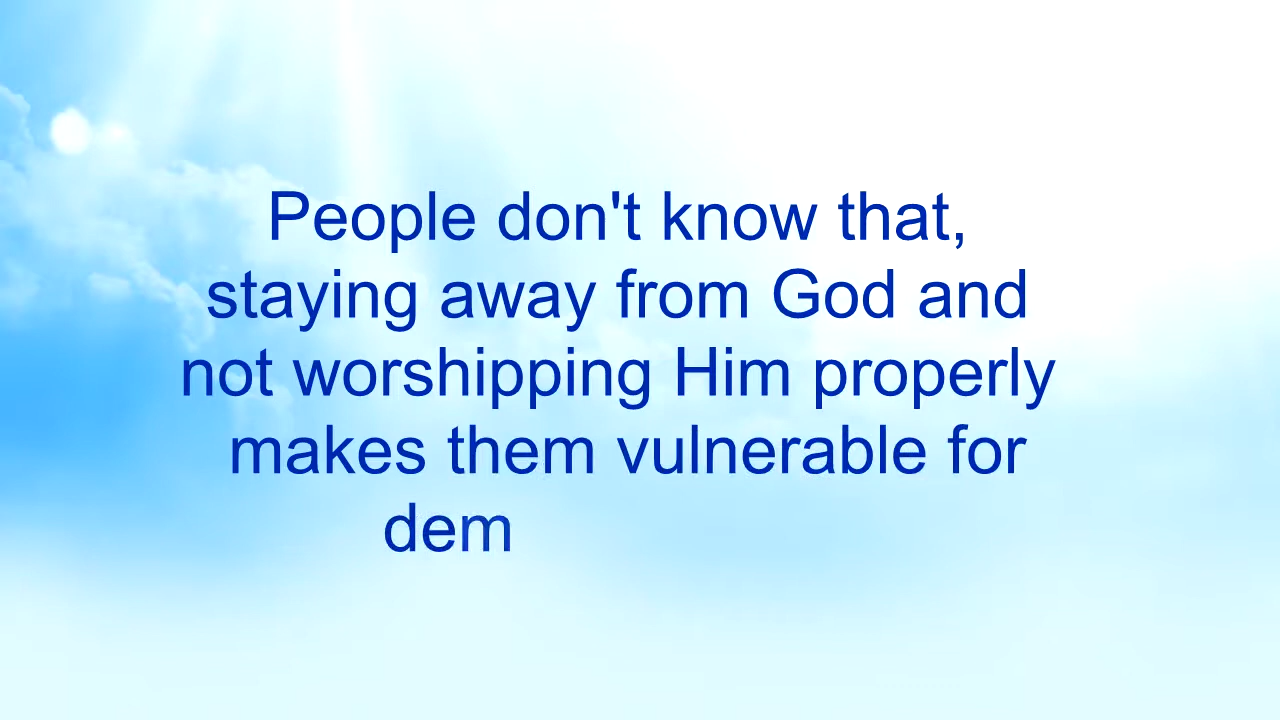 People don't know that,
staying away from God and
not worshipping Him properly
makes them vulnerable for
dem